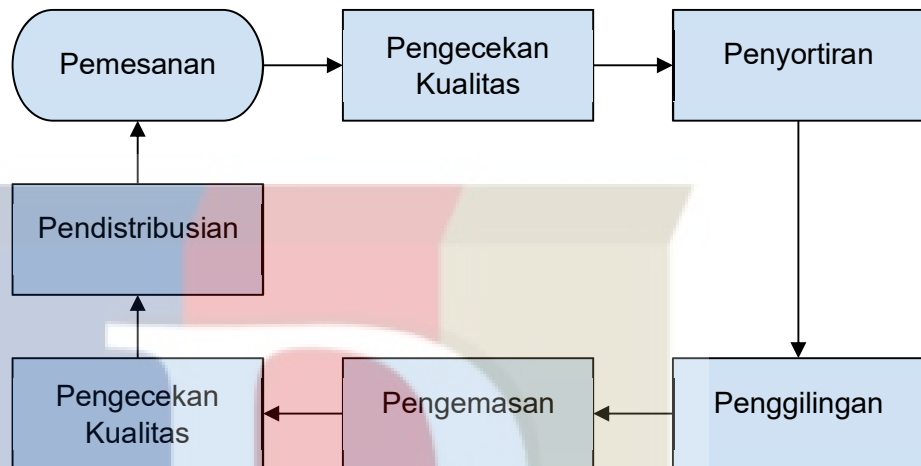 Pemesanan
Pengecekan
Kualitas
Penyortiran
Pendistribusian
Pengecekan
Kualitas
Pengemasan
Penggilingan